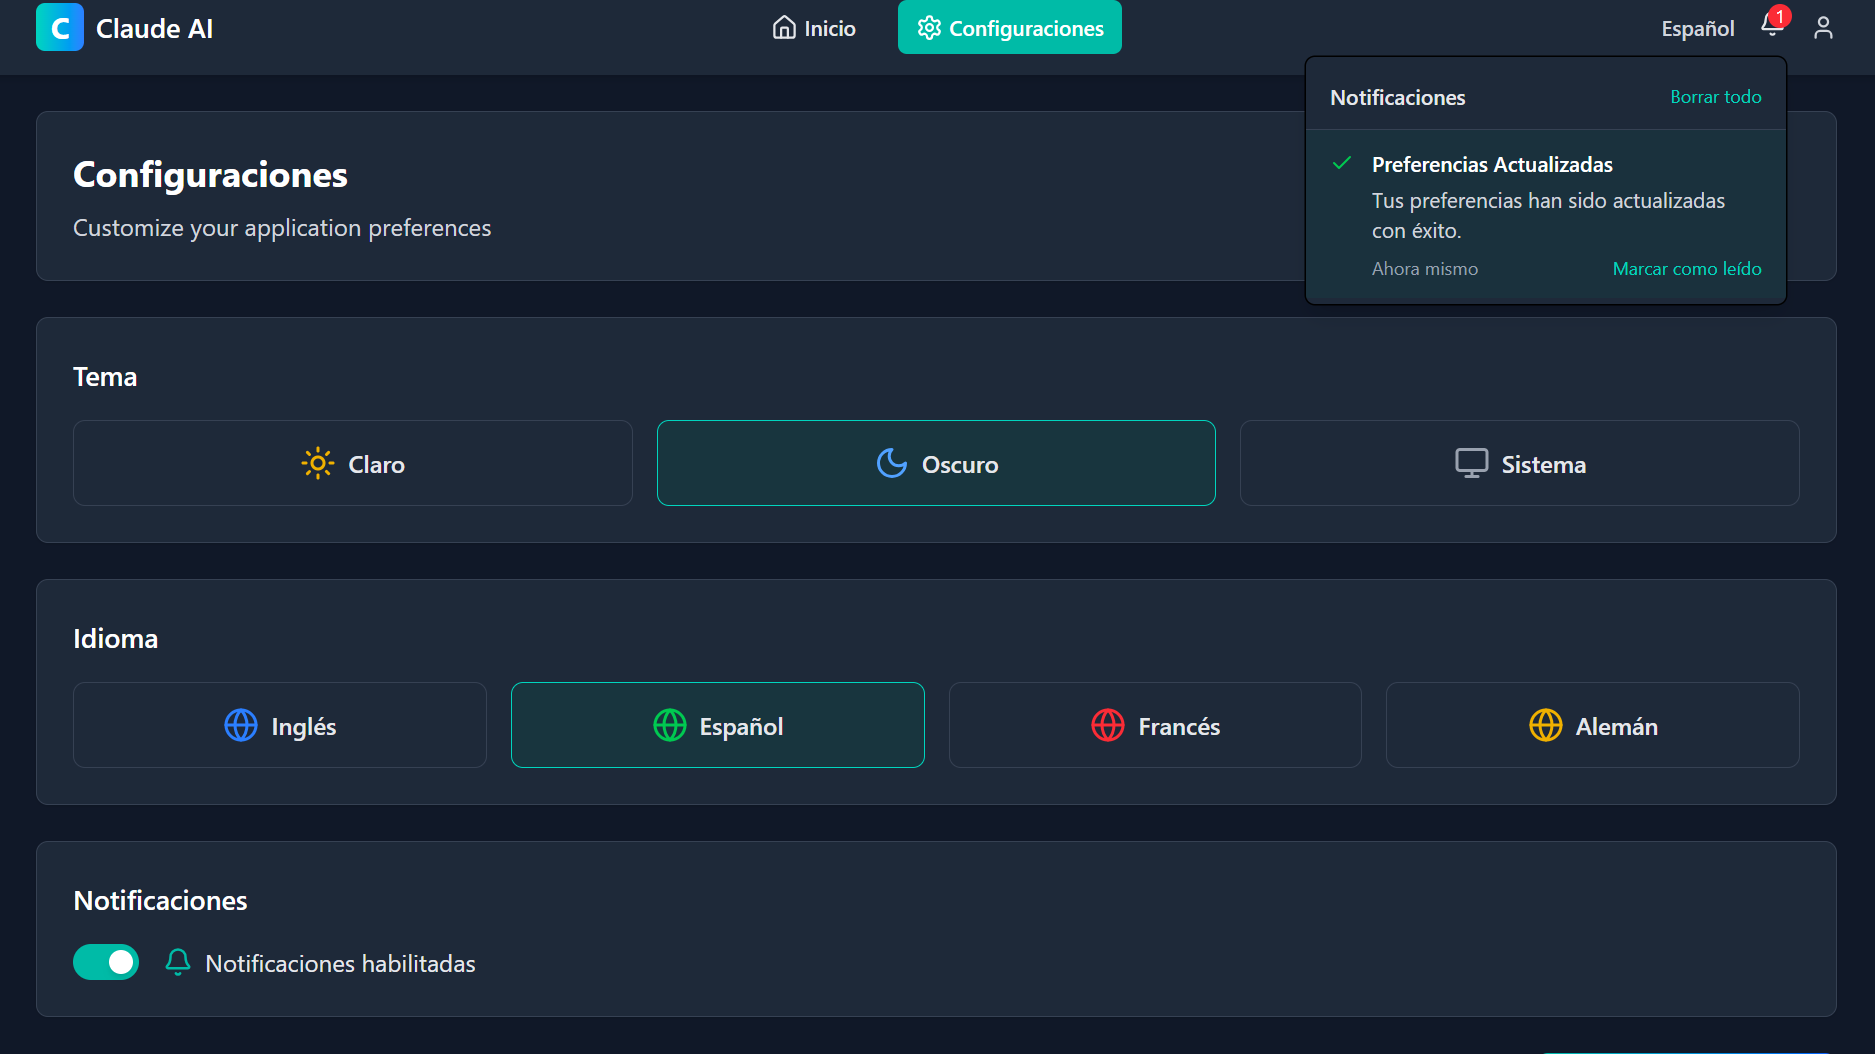 C Claude AI
Inicio
Configuraciones
Español
1
Notificaciones
Borrar todo
Preferencias Actualizadas
Tus preferencias han sido actualizadas
con éxito.
Ahora mismo
Marcar como leído
Configuraciones
Customize your application preferences
Tema
Claro
Oscuro
Sistema
Idioma
Inglés
Español
Francés
Alemán
Notificaciones
Notificaciones habilitadas